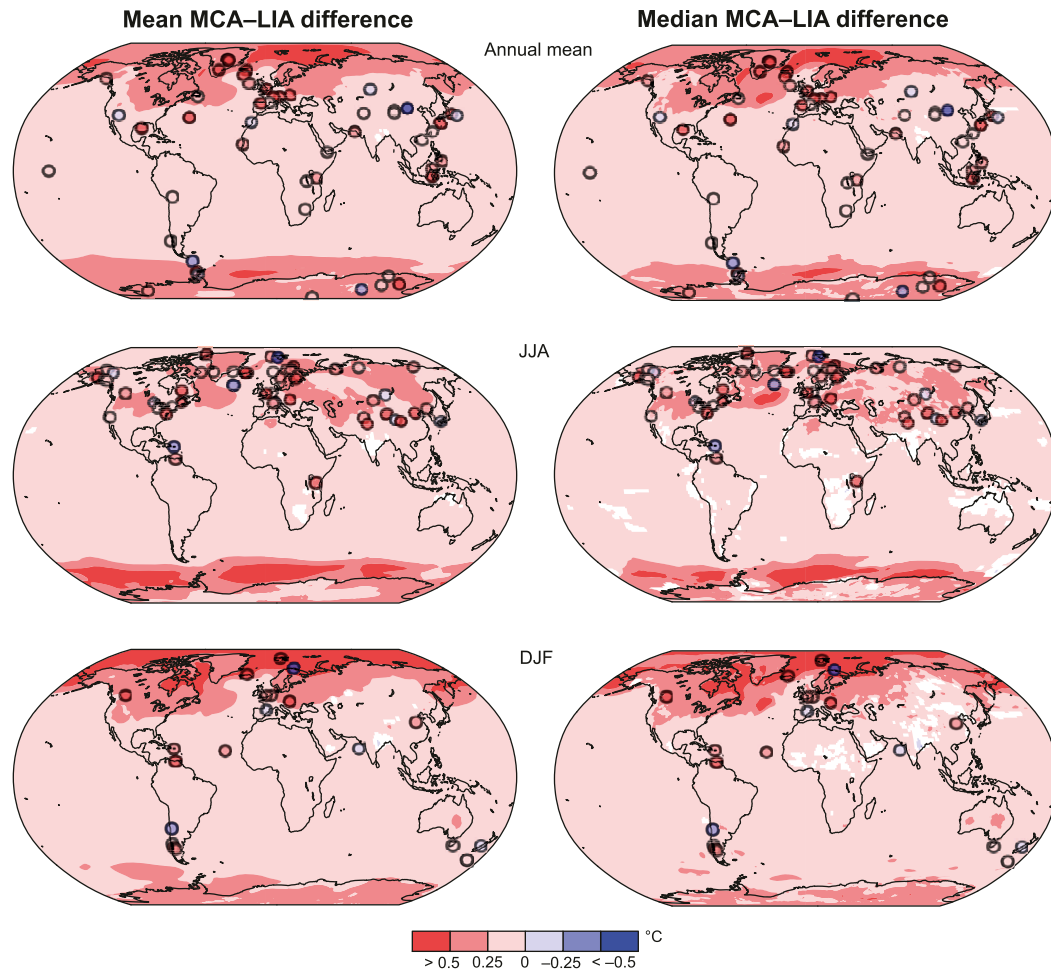 Mean MCA–LIA difference
Median MCA–LIA difference
Annual mean
JJA
DJF
°C
> 0.5 0.25 0 –0.25 < –0.5